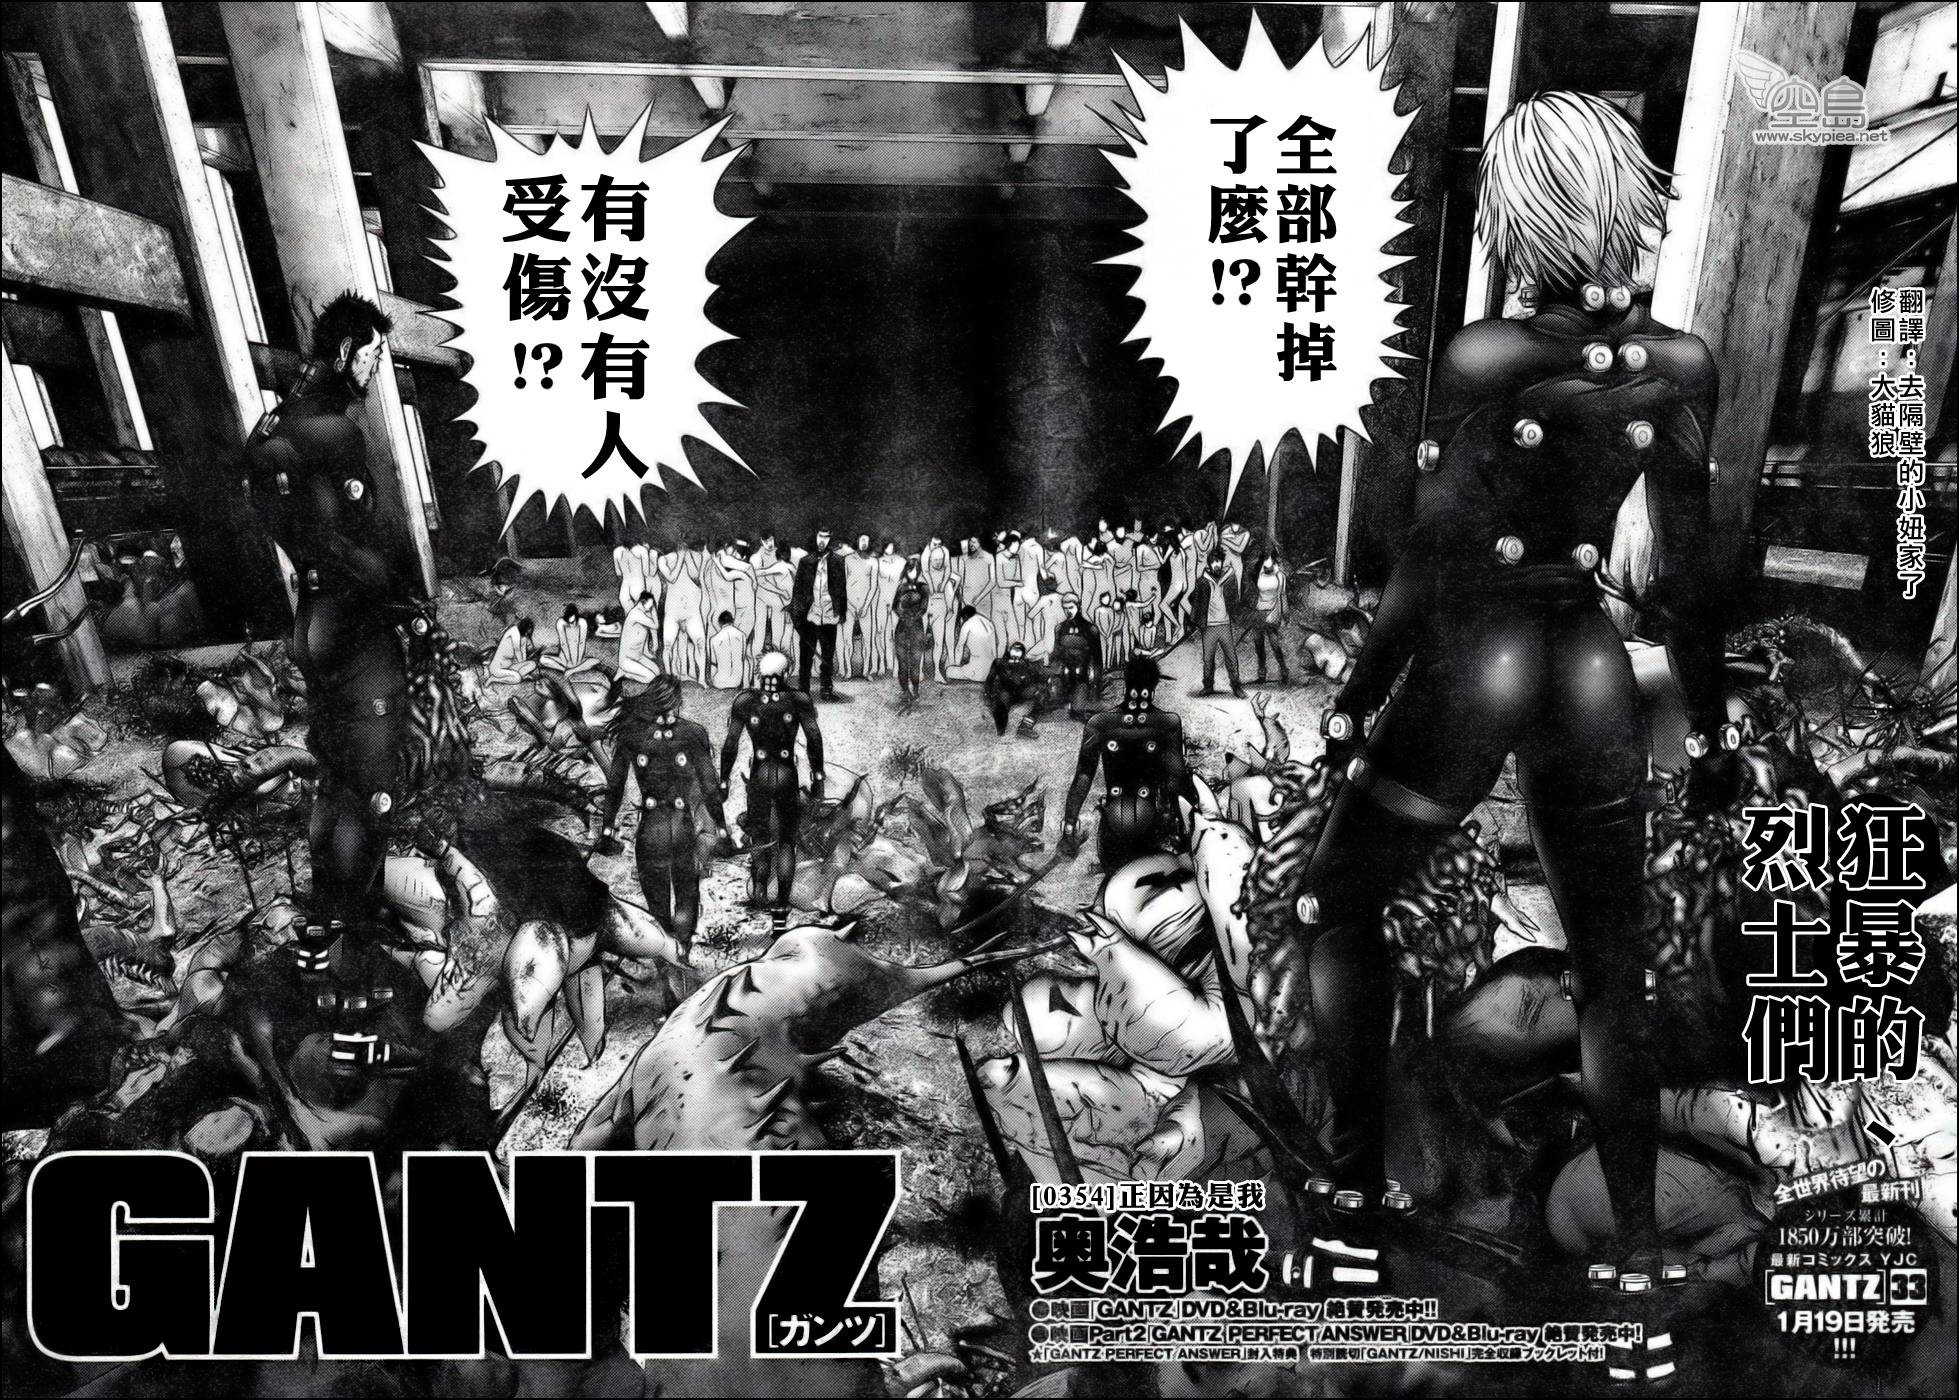 空島
www.skypiea.net
全部幹掉
了麼!?
有沒有人
受傷!?
翻譯：去隔壁的小妞家了
修圖：大貓狼
狂暴的、
烈士們
GANTZ
[ガンツ]
[0354]正因為是我
奥浩哉
●映画「GANTZ」DVD&Blu-ray 絶賛発売中!!
●映画Part2「GANTZ PERFECT ANSWER」DVD&Blu-ray 絶賛発売中!
★「GANTZ PERFECT ANSWER」封入特典 特別読切「GANTZ/NISHI」完全収録ブックレット付!
全世界待望の
最新刊!
シリーズ累計
1850万部突破!
最新コミックス YJC
[GANTZ]33
1月19日発売
!!!